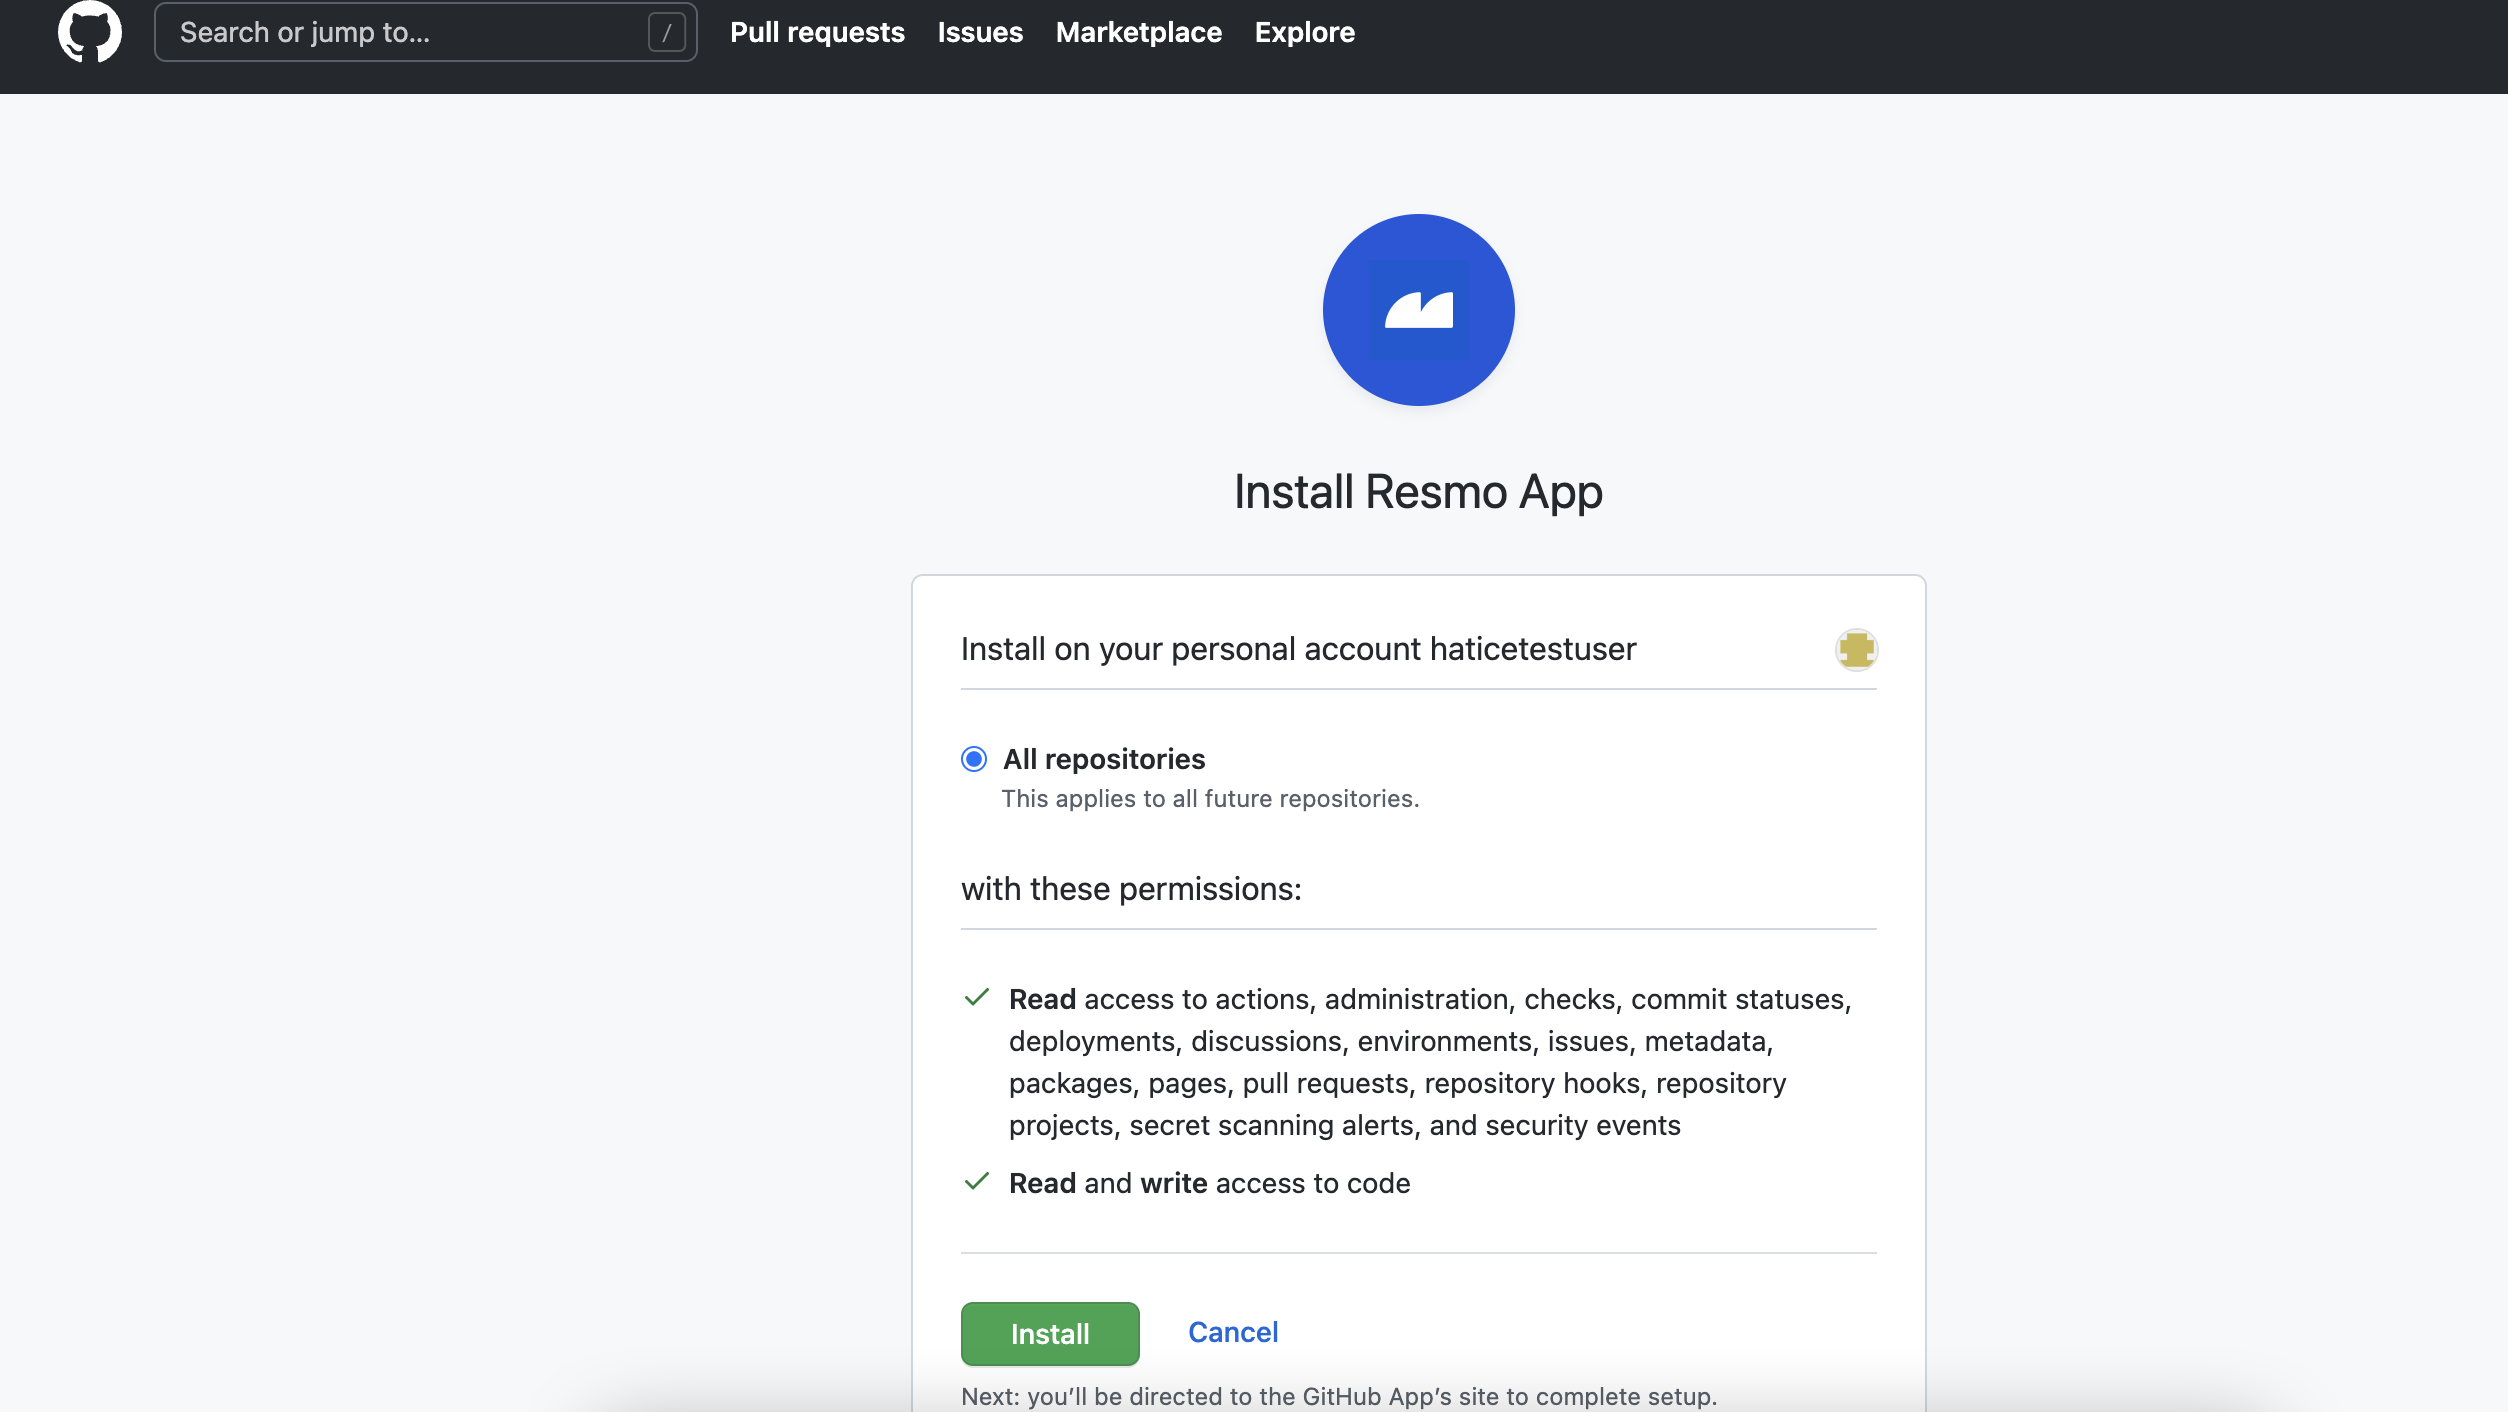 Search or jump to... /
Pull requests Issues Marketplace Explore
Install Resmo App
Install on your personal account haticetestuser
All repositories
This applies to all future repositories.
with these permissions:
Read access to actions, administration, checks, commit statuses,
deployments, discussions, environments, issues, metadata,
packages, pages, pull requests, repository hooks, repository
projects, secret scanning alerts, and security events
Read and write access to code
Install Cancel
Next: you’ll be directed to the GitHub App’s site to complete setup.